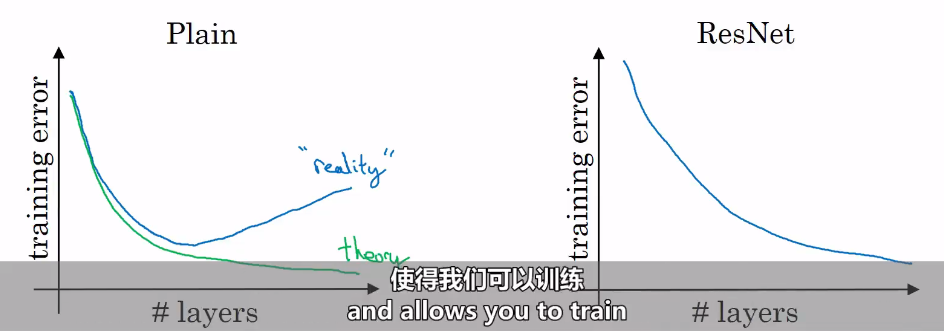 Plain
training error
"reality"
theory
# layers
ResNet
training error
# layers
使得我们可以训练
and allows you to train